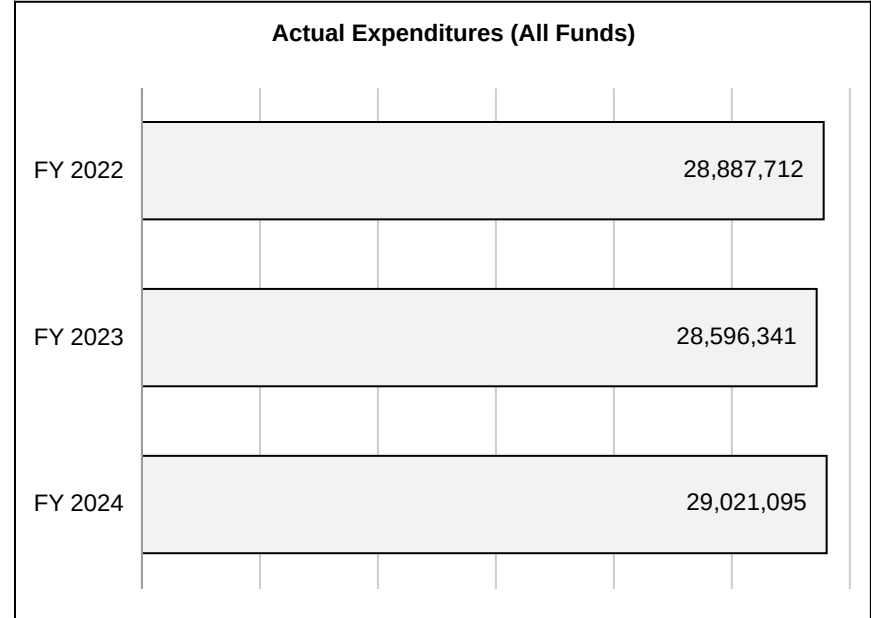 Actual Expenditures (All Funds)
FY 2022
28,887,712
FY 2023
28,596,341
FY 2024
29,021,095